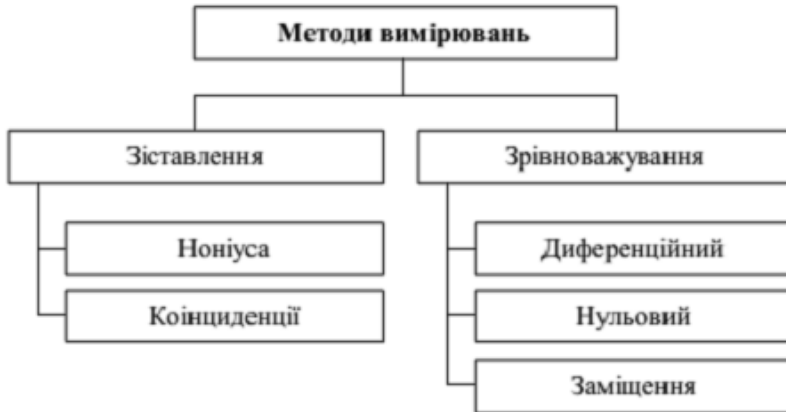 Методи вимірювань
Зіставлення
Ноніуса
Коінциденції
Зрівноважування
Диференційний
Нульовий
Заміщення